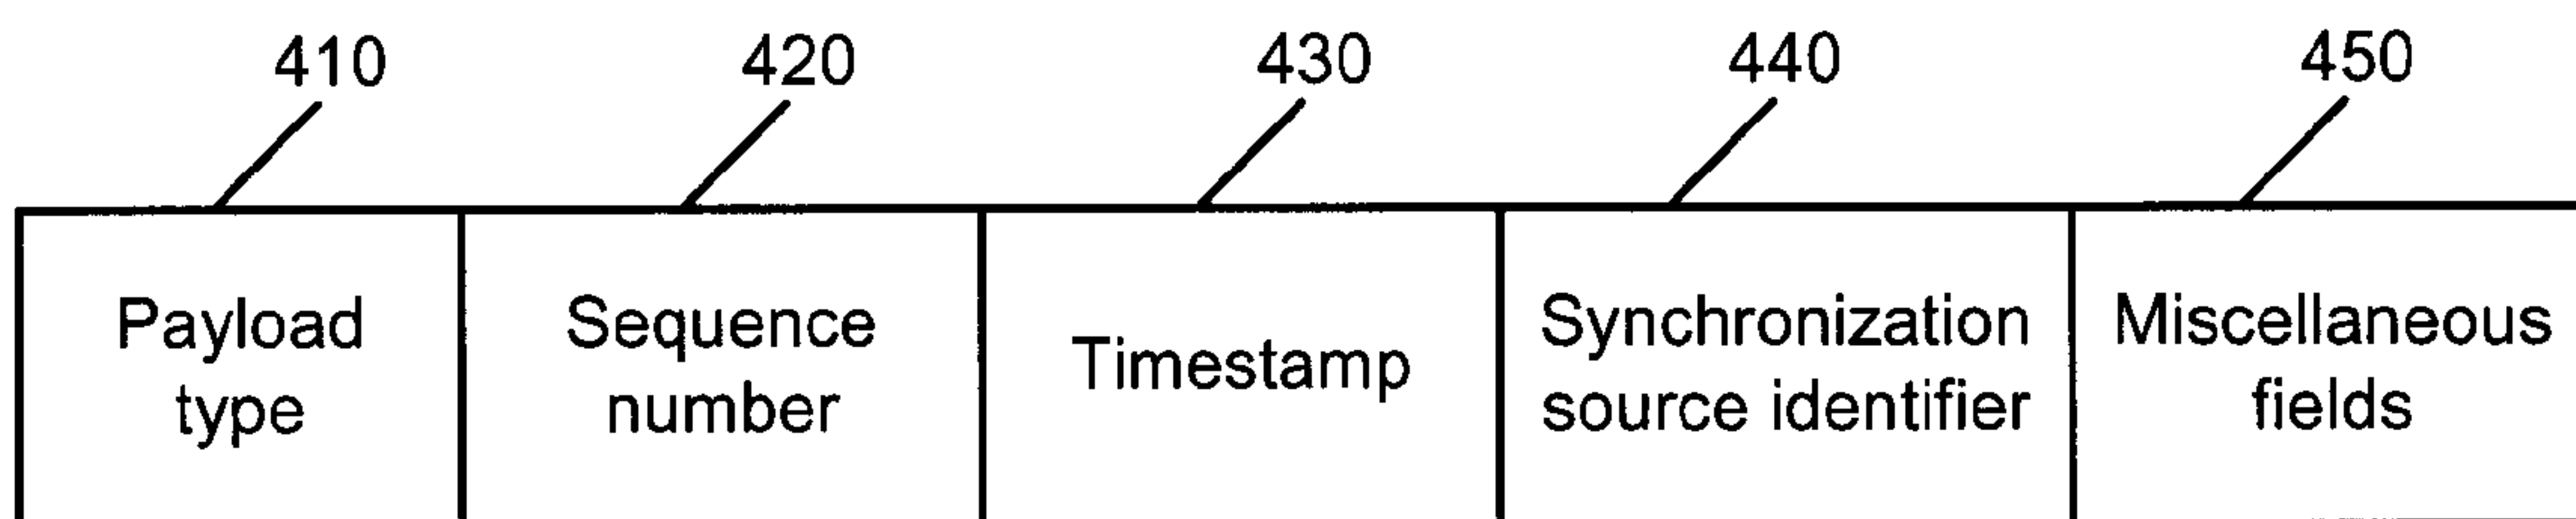 410 420 430 440 450
Payload type
Sequence number
Timestamp
Synchronization source identifier
Miscellaneous fields